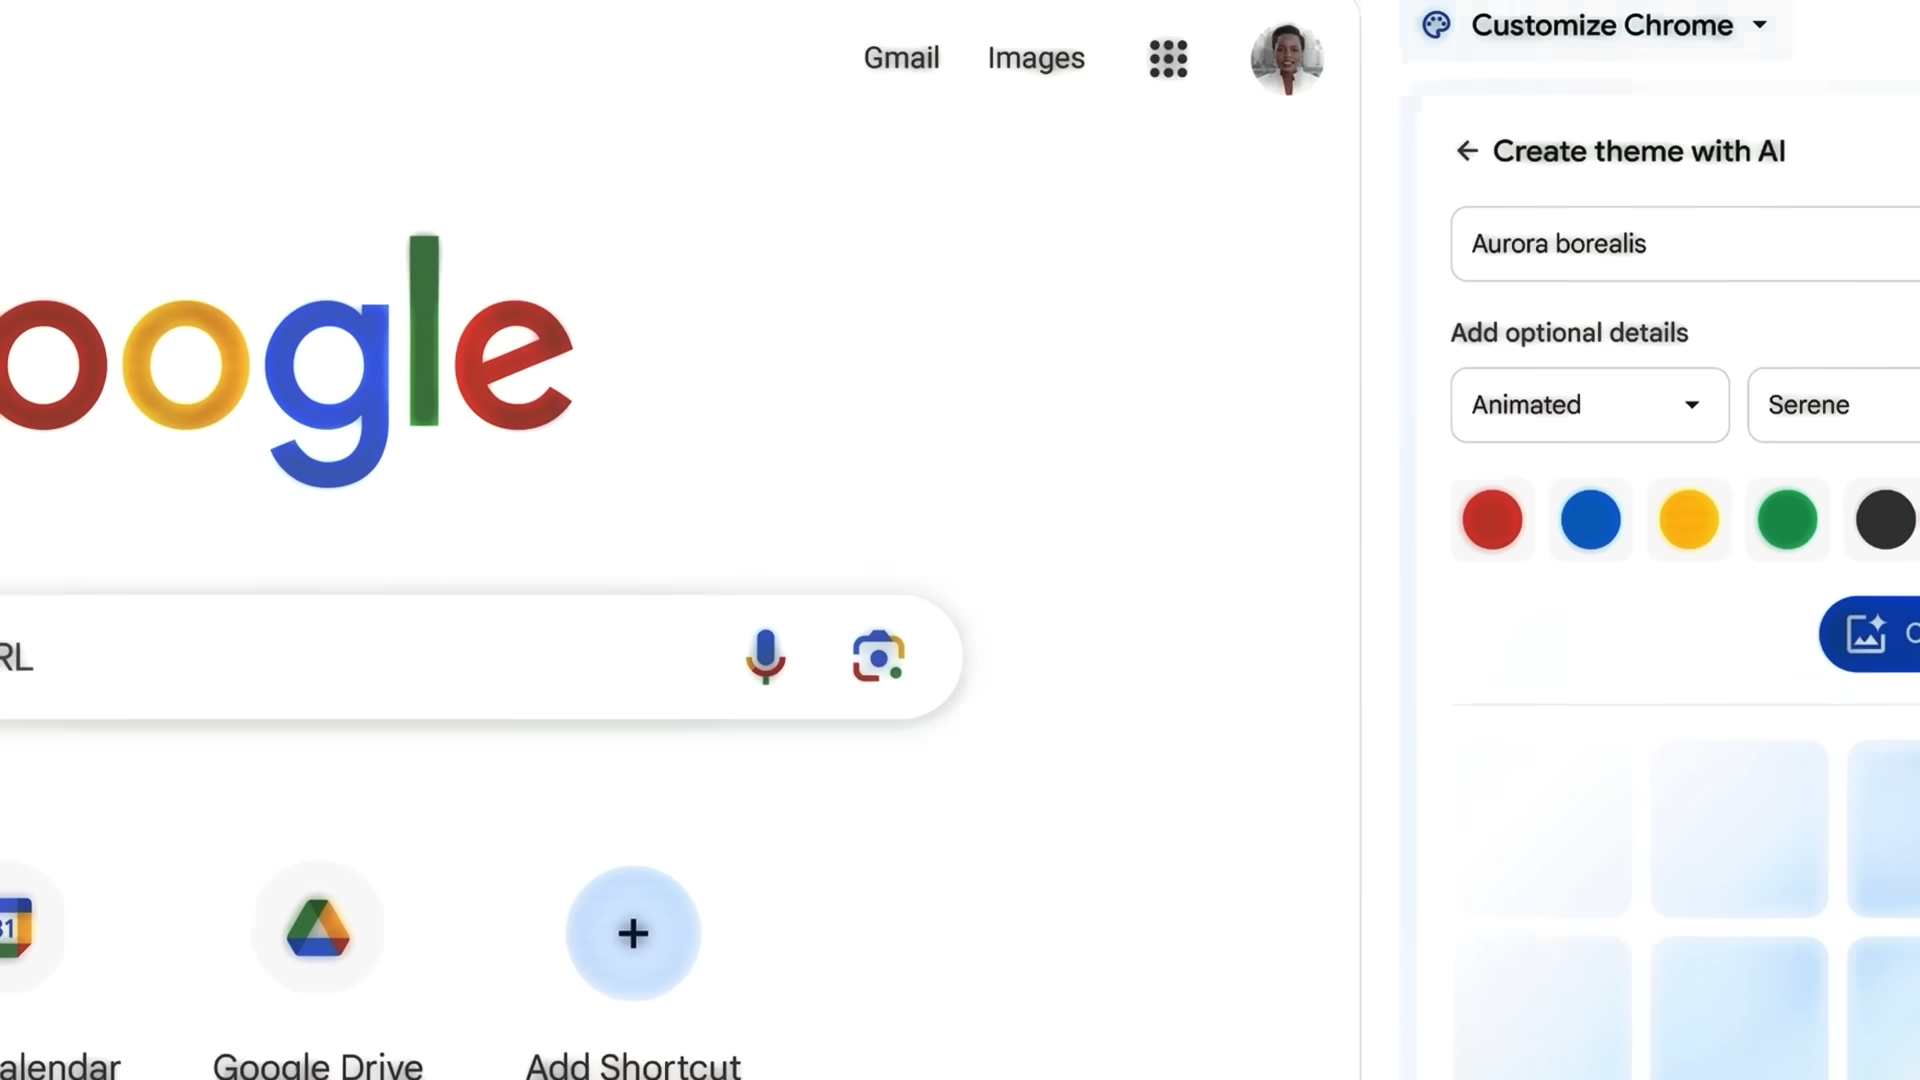 Gmail Images
Customize Chrome
Create theme with AI
Aurora borealis
oogle
Add optional details
Animated
Serene
RL
31
alendar
Google Drive
Add Shortcut